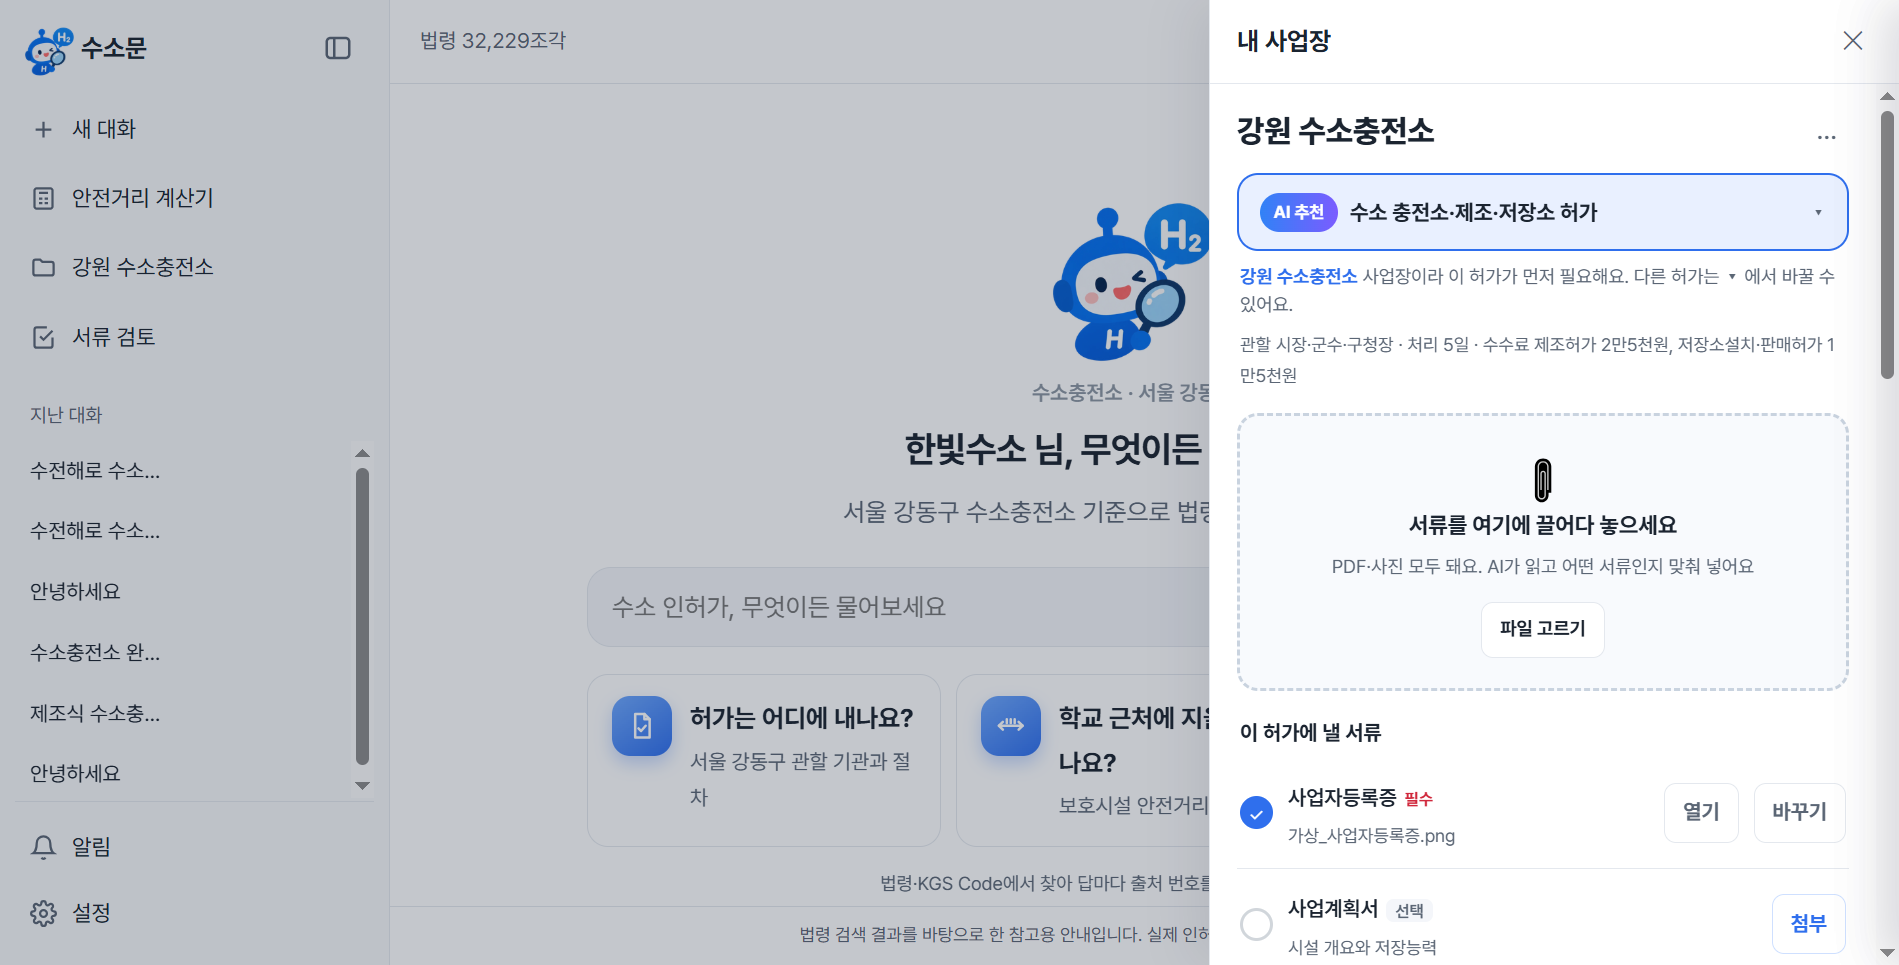 수소문
새 대화
안전거리 계산기
강원 수소충전소
서류 검토
지난 대화
수전해로 수소...
수전해로 수소...
안녕하세요
수소충전소 완...
제조식 수소충...
안녕하세요
알림
설정
법령 32,229조각
H2
H
수소충전소 · 서울 강동
한빛수소 님, 무엇이든
서울 강동구 수소충전소 기준으로 법령
수소 인허가, 무엇이든 물어보세요
허가는 어디에 내나요?
서울 강동구 관할 기관과 절
차
학교 근처에 지을
나요?
보호시설 안전거리
법령·KGS Code에서 찾아 답마다 출처 번호를
법령 검색 결과를 바탕으로 한 참고용 안내입니다. 실제 인허
내 사업장
강원 수소충전소
...
AI 추천 수소 충전소·제조·저장소 허가
강원 수소충전소 사업장이라 이 허가가 먼저 필요해요. 다른 허가는 ▾ 에서 바꿀 수
있어요.
관할 시장·군수·구청장 · 처리 5일 · 수수료 제조허가 2만5천원, 저장소설치·판매허가 1
만5천원
서류를 여기에 끌어다 놓으세요
PDF·사진 모두 돼요. AI가 읽고 어떤 서류인지 맞춰 넣어요
파일 고르기
이 허가에 낼 서류
사업자등록증 필수
가상_사업자등록증.png
열기
바꾸기
사업계획서 선택
시설 개요와 저장능력
첨부